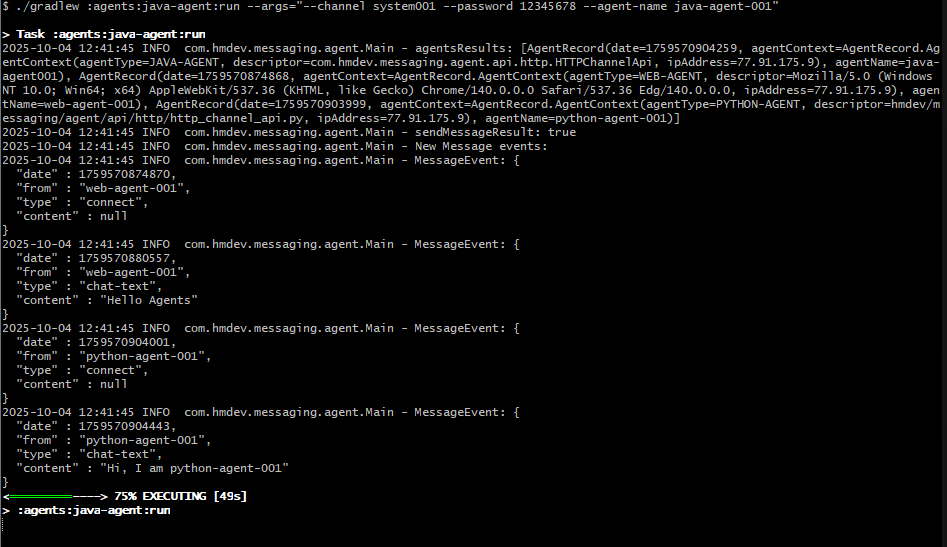 $ ./gradlew :agents:java-agent:run --args="--channel system001 --password 12345678 --agent-name java-agent-001"
> Task :agents:java-agent:run
2025-10-04 12:41:45 INFO  com.hmdev.messaging.agent.Main - agentsResults: [AgentRecord(date=1759570904259, agentContext=AgentRecord.A
gentContext(agentType=JAVA-AGENT, descriptor=com.hmdev.messaging.agent.api.http.HTTPChannelApi, ipAddress=77.91.175.9), agentName=java-
agent001), AgentRecord(date=1759570874868, agentContext=AgentRecord.AgentContext(agentType=WEB-AGENT, descriptor=Mozilla/5.0 (Windows
NT 10.0; Win64; x64) AppleWebKit/537.36 (KHTML, like Gecko) Chrome/140.0.0.0 Safari/537.36 Edg/140.0.0.0, ipAddress=77.91.175.9), agen
tName=web-agent-001), AgentRecord(date=1759570903999, agentContext=AgentRecord.AgentContext(agentType=PYTHON-AGENT, descriptor=hmdev/m
essaging/agent/api/http/http_channel_api.py, ipAddress=77.91.175.9), agentName=python-agent-001)]
2025-10-04 12:41:45 INFO  com.hmdev.messaging.agent.Main - sendMessageResult: true
2025-10-04 12:41:45 INFO  com.hmdev.messaging.agent.Main - New Message events:
2025-10-04 12:41:45 INFO  com.hmdev.messaging.agent.Main - MessageEvent: {
  "date" : 1759570874870,
  "from" : "web-agent-001",
  "type" : "connect",
  "content" : null
}
2025-10-04 12:41:45 INFO  com.hmdev.messaging.agent.Main - MessageEvent: {
  "date" : 1759570880557,
  "from" : "web-agent-001",
  "type" : "chat-text",
  "content" : "Hello Agents"
}
2025-10-04 12:41:45 INFO  com.hmdev.messaging.agent.Main - MessageEvent: {
  "date" : 1759570904001,
  "from" : "python-agent-001",
  "type" : "connect",
  "content" : null
}
2025-10-04 12:41:45 INFO  com.hmdev.messaging.agent.Main - MessageEvent: {
  "date" : 1759570904443,
  "from" : "python-agent-001",
  "type" : "chat-text",
  "content" : "Hi, I am python-agent-001"
}
<=========----> 75% EXECUTING [49s]
> :agents:java-agent:run